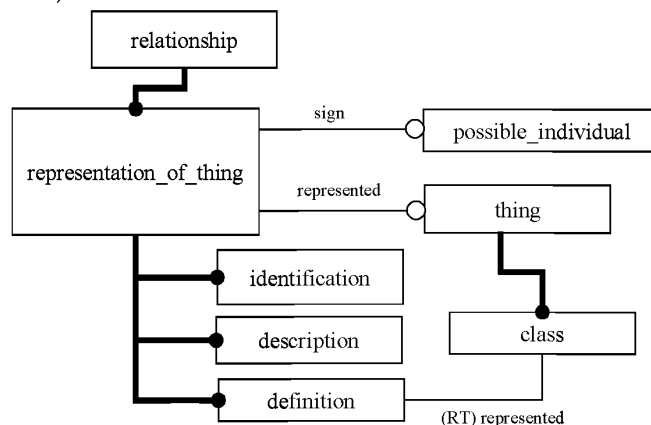 relationship
sign
possible_individual
representation_of_thing
represented
thing
identification
description
class
definition
(RT) represented